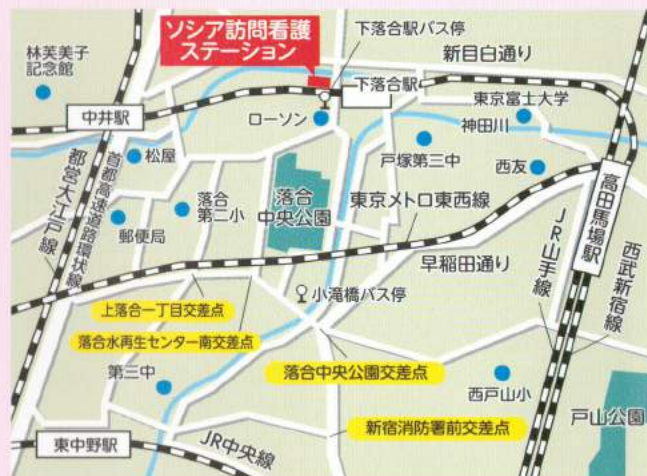 ソシア訪問看護
ステーション
下落合駅バス停
新目白通り
林芙美子
記念館
下落合駅
中井駅
ローソン
東京富士大学
神田川
松屋
戸塚第三中
西友
都営大江戸線
首都高速道路環状線
落合
第二小
落合
中央公園
東京メトロ東西線
高田馬場駅
郵便局
早稲田通り
JR山手線
西武新宿線
小滝橋バス停
上落合一丁目交差点
落合水再生センター南交差点
第三中
落合中央公園交差点
西戸山小
戸山公園
新宿消防署前交差点
東中野駅
JR中央線